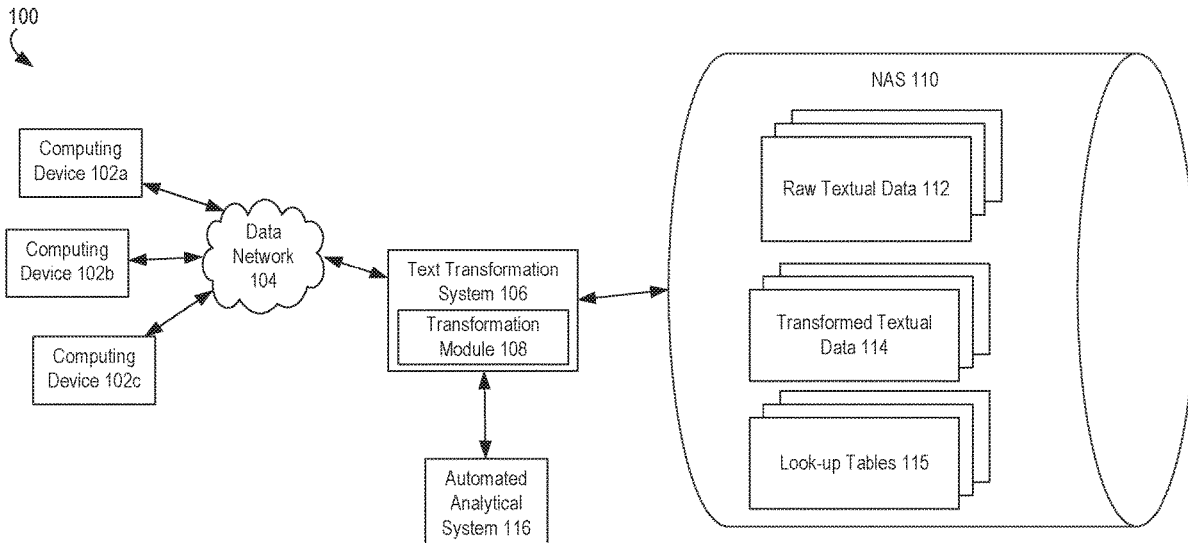 100
Computing
Device 102a
Computing
Device 102b
Computing
Device 102c
Data
Network
104
Text Transformation
System 106
Transformation
Module 108
Automated
Analytical
System 116
NAS 110
Raw Textual Data 112
Transformed Textual
Data 114
Look-up Tables 115